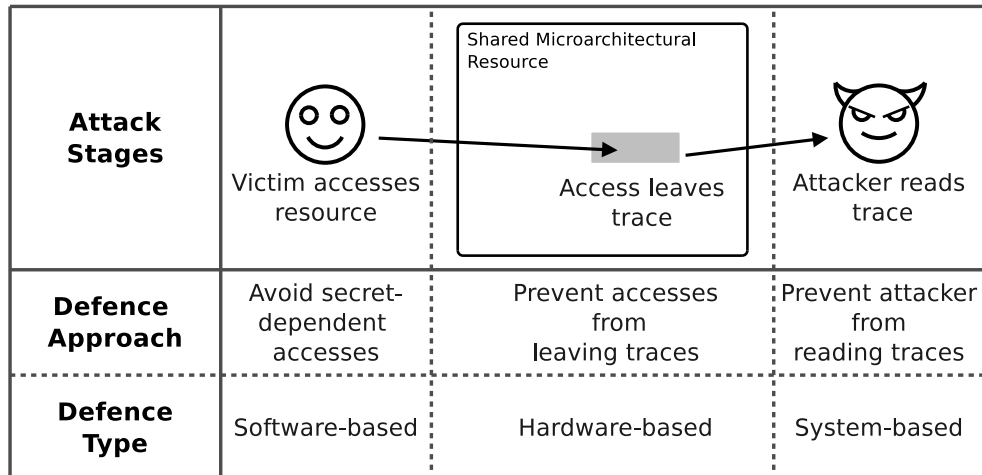 Attack
Stages
Shared Microarchitectural
Resource
Victim accesses
resource
Access leaves
trace
Attacker reads
trace
Defence
Approach
Avoid secret-
dependent
accesses
Prevent accesses
from
leaving traces
Prevent attacker
from
reading traces
Defence
Type
Software-based
Hardware-based
System-based